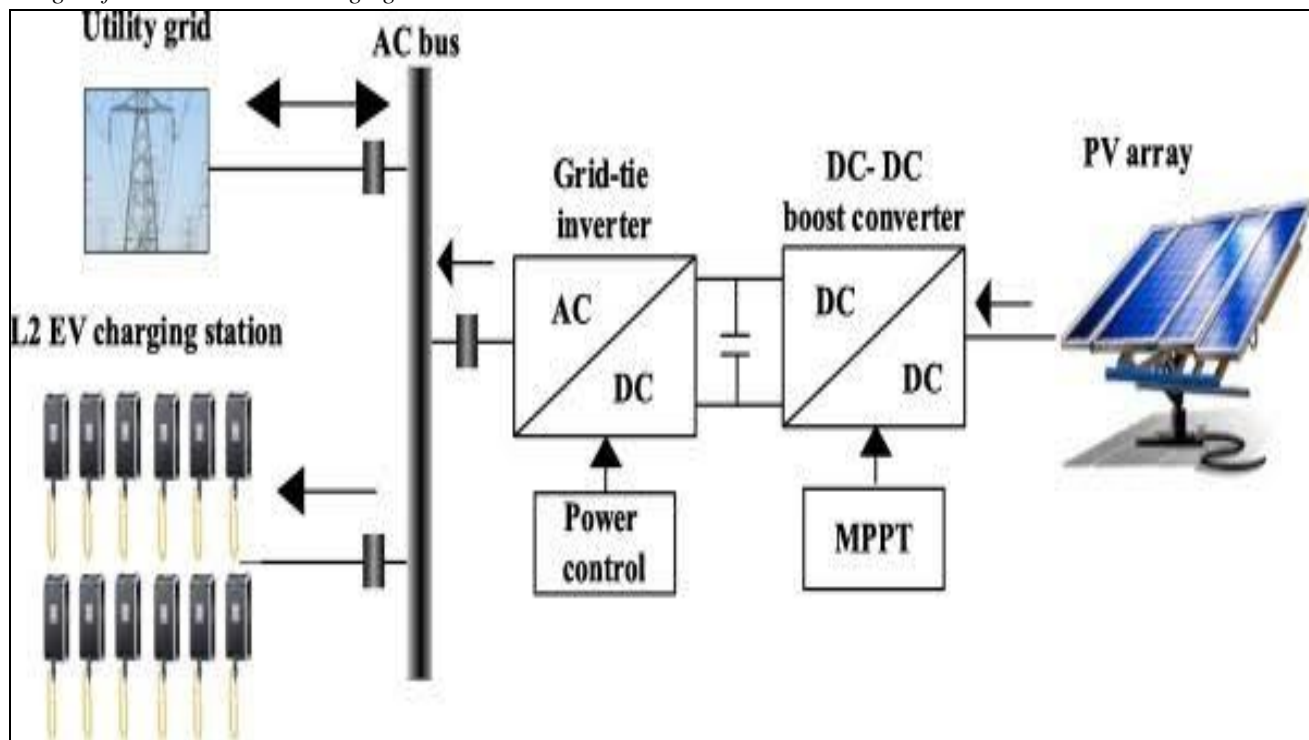 Utility grid
AC bus
Grid-tie
inverter
DC- DC
boost converter
PV array
AC
DC
DC
DC
L2 EV charging station
Power
control
MPPT